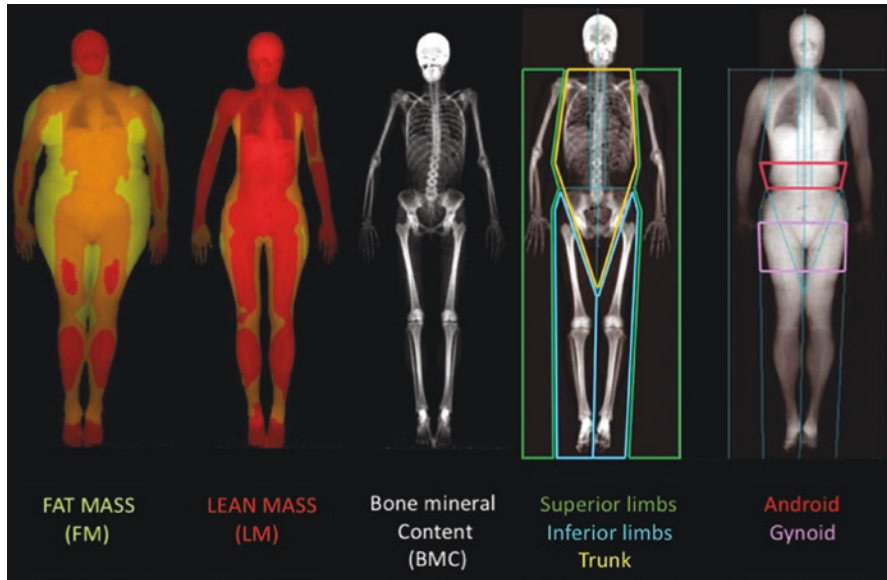 FAT MASS
(FM)
LEAN MASS
(LM)
Bone mineral
Content
(BMC)
Superior limbs
Inferior limbs
Trunk
Android
Gynoid